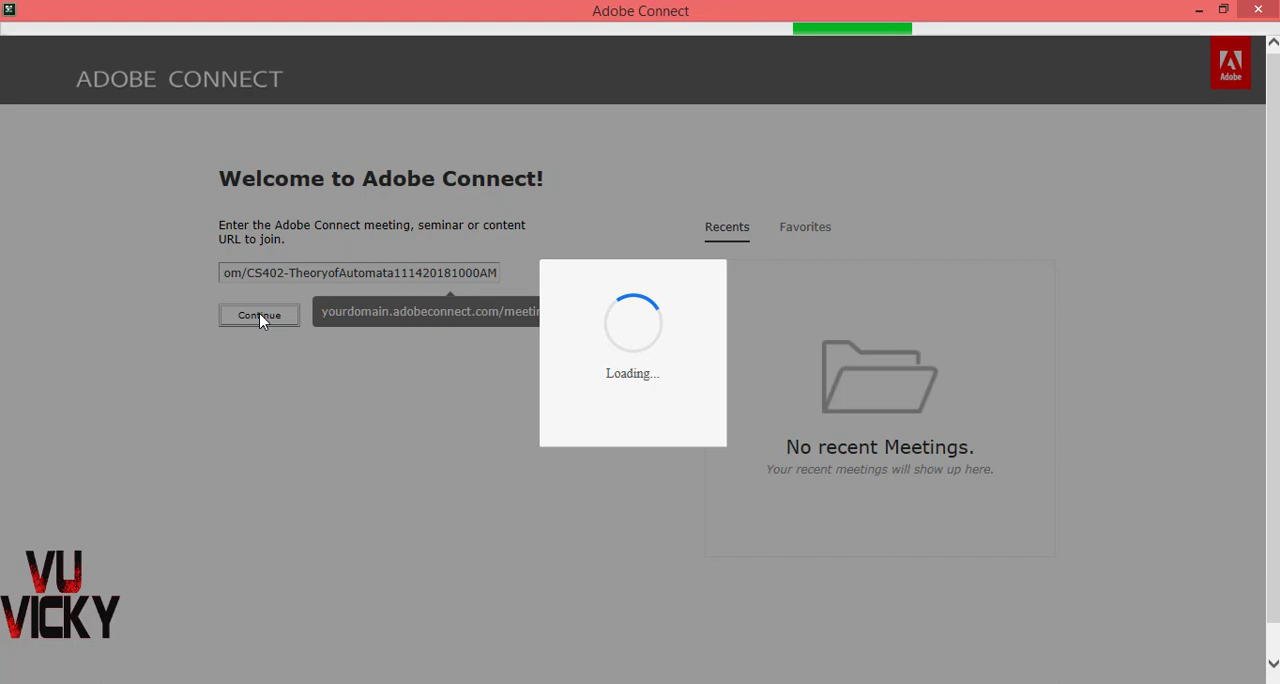 Adobe Connect
ADOBE CONNECT
Adobe
Welcome to Adobe Connect!
Enter the Adobe Connect meeting, seminar or content
URL to join.
om/CS402-TheoryofAutomata111420181000AM
Continue
yourdomain.adobeconnect.com/meetin
Loading...
Recents
Favorites
No recent Meetings.
Your recent meetings will show up here.
VU
VICKY